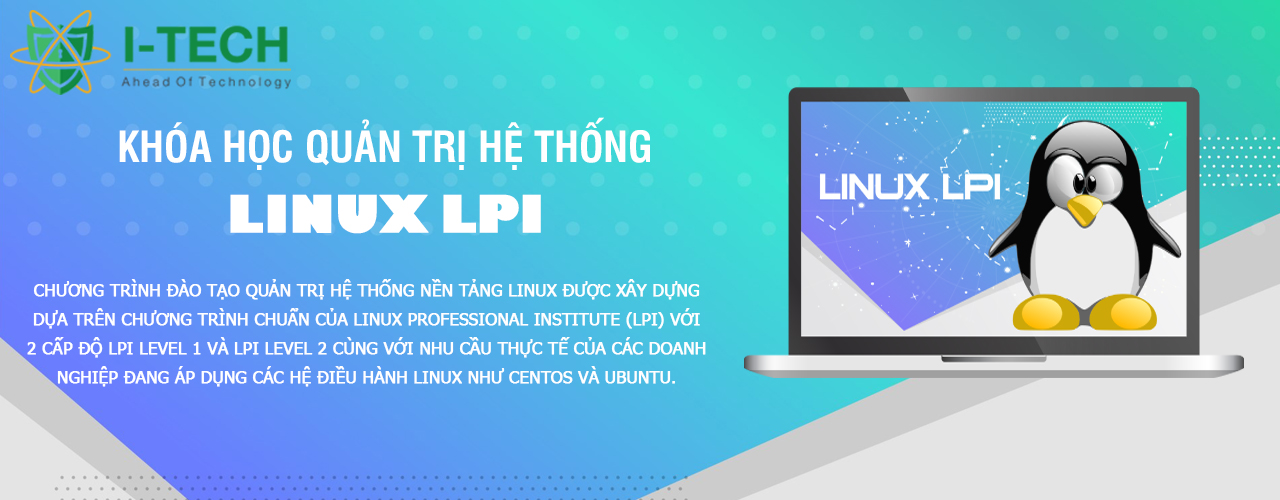 I-TECH
Ahead Of Technology
KHÓA HỌC QUẢN TRỊ HỆ THỐNG
LINUX LPI
CHƯƠNG TRÌNH ĐÀO TẠO QUẢN TRỊ HỆ THỐNG NỀN TẢNG LINUX ĐƯỢC XÂY DỰNG
DỰA TRÊN CHƯƠNG TRÌNH CHUẨN CỦA LINUX PROFESSIONAL INSTITUTE (LPI) VỚI
2 CẤP ĐỘ LPI LEVEL 1 VÀ LPI LEVEL 2 CÙNG VỚI NHU CẦU THỰC TẾ CỦA CÁC DOANH
NGHIỆP ĐANG ÁP DỤNG CÁC HỆ ĐIỀU HÀNH LINUX NHƯ CENTOS VÀ UBUNTU.
LINUX LPI